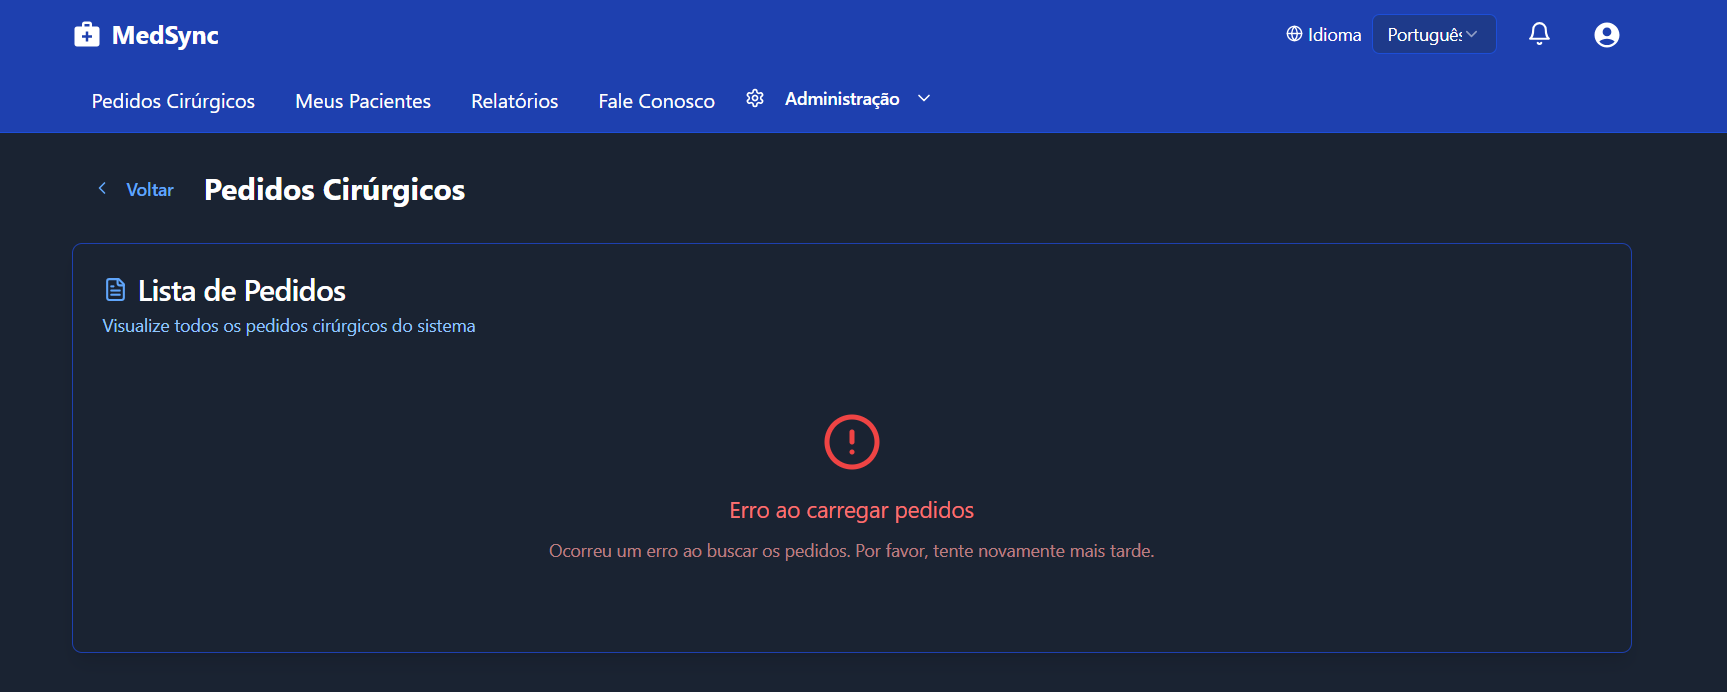 MedSync
Idioma
Português
Pedidos Cirúrgicos
Meus Pacientes
Relatórios
Fale Conosco
Administração
Voltar
Pedidos Cirúrgicos
Lista de Pedidos
Visualize todos os pedidos cirúrgicos do sistema
Erro ao carregar pedidos
Ocorreu um erro ao buscar os pedidos. Por favor, tente novamente mais tarde.